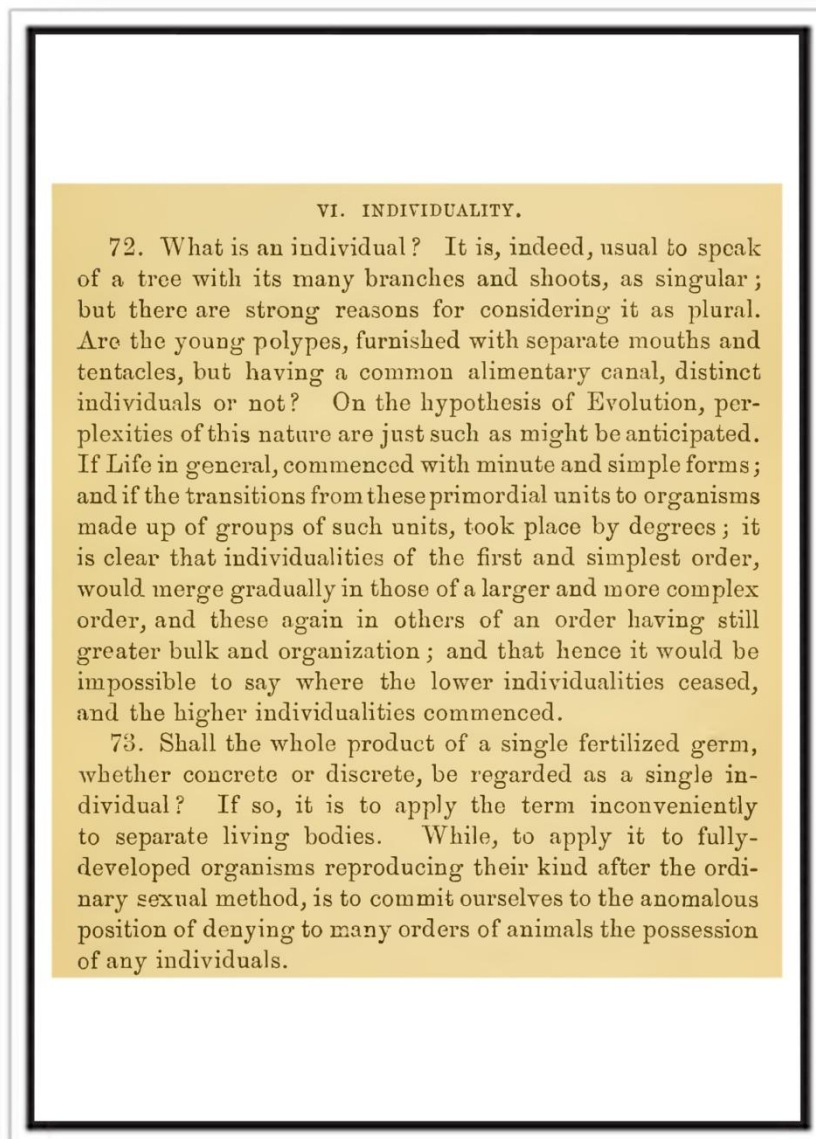 VI. INDIVIDUALITY.
72. What is an individual? It is, indeed, usual to speak
of a tree with its many branches and shoots, as singular;
but there are strong reasons for considering it as plural.
Are the young polypes, furnished with separate mouths and
tentacles, but having a common alimentary canal, distinct
individuals or not? On the hypothesis of Evolution, per-
plexities of this nature are just such as might be anticipated.
If Life in general, commenced with minute and simple forms;
and if the transitions from these primordial units to organisms
made up of groups of such units, took place by degrees; it
is clear that individualities of the first and simplest order,
would merge gradually in those of a larger and more complex
order, and these again in others of an order having still
greater bulk and organization; and that hence it would be
impossible to say where the lower individualities ceased,
and the higher individualities commenced.
73. Shall the whole product of a single fertilized germ,
whether concrete or discrete, be regarded as a single in-
dividual? If so, it is to apply the term inconveniently
to separate living bodies. While, to apply it to fully-
developed organisms reproducing their kind after the ordi-
nary sexual method, is to commit ourselves to the anomalous
position of denying to many orders of animals the possession
of any individuals.